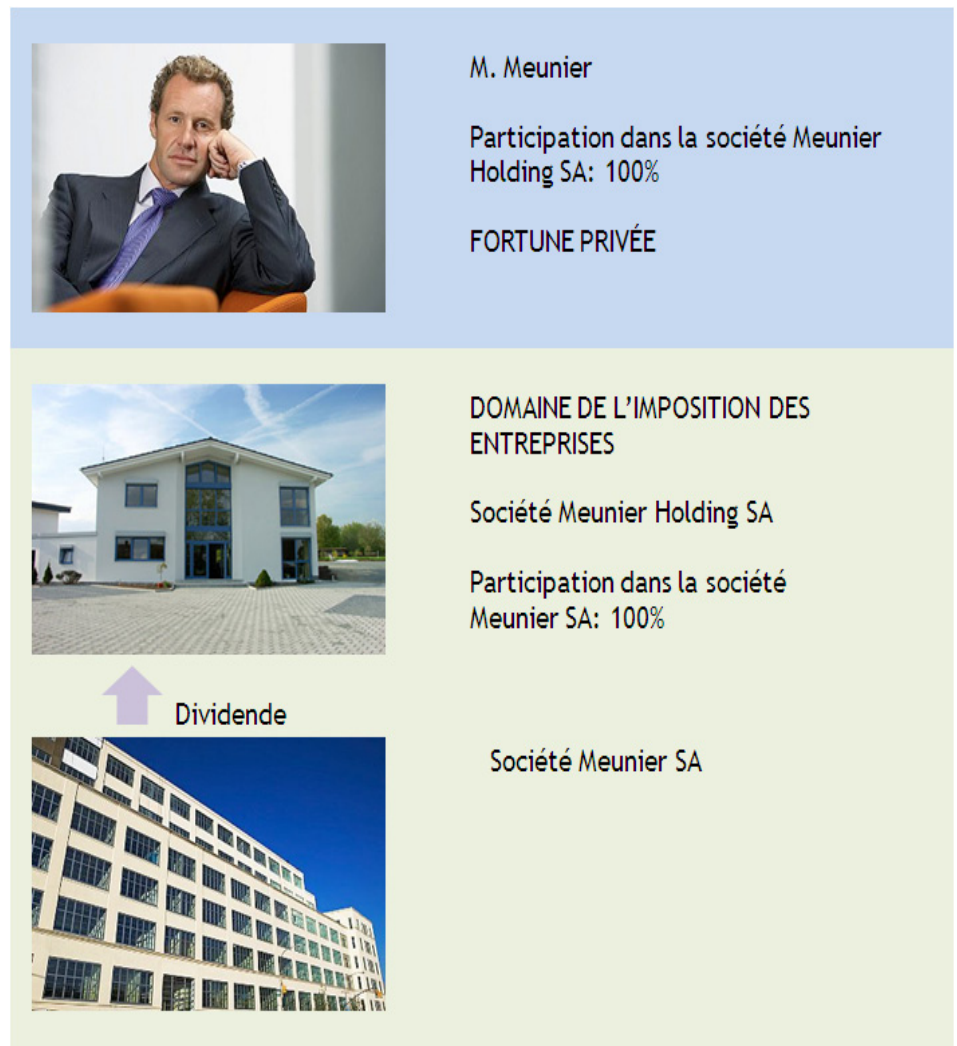 M. Meunier
Participation dans la société Meunier
Holding SA: 100%
FORTUNE PRIVÉE
DOMAINE DE L'IMPOSITION DES
ENTREPRISES
Société Meunier Holding SA
Participation dans la société
Meunier SA: 100%
Dividende
Société Meunier SA